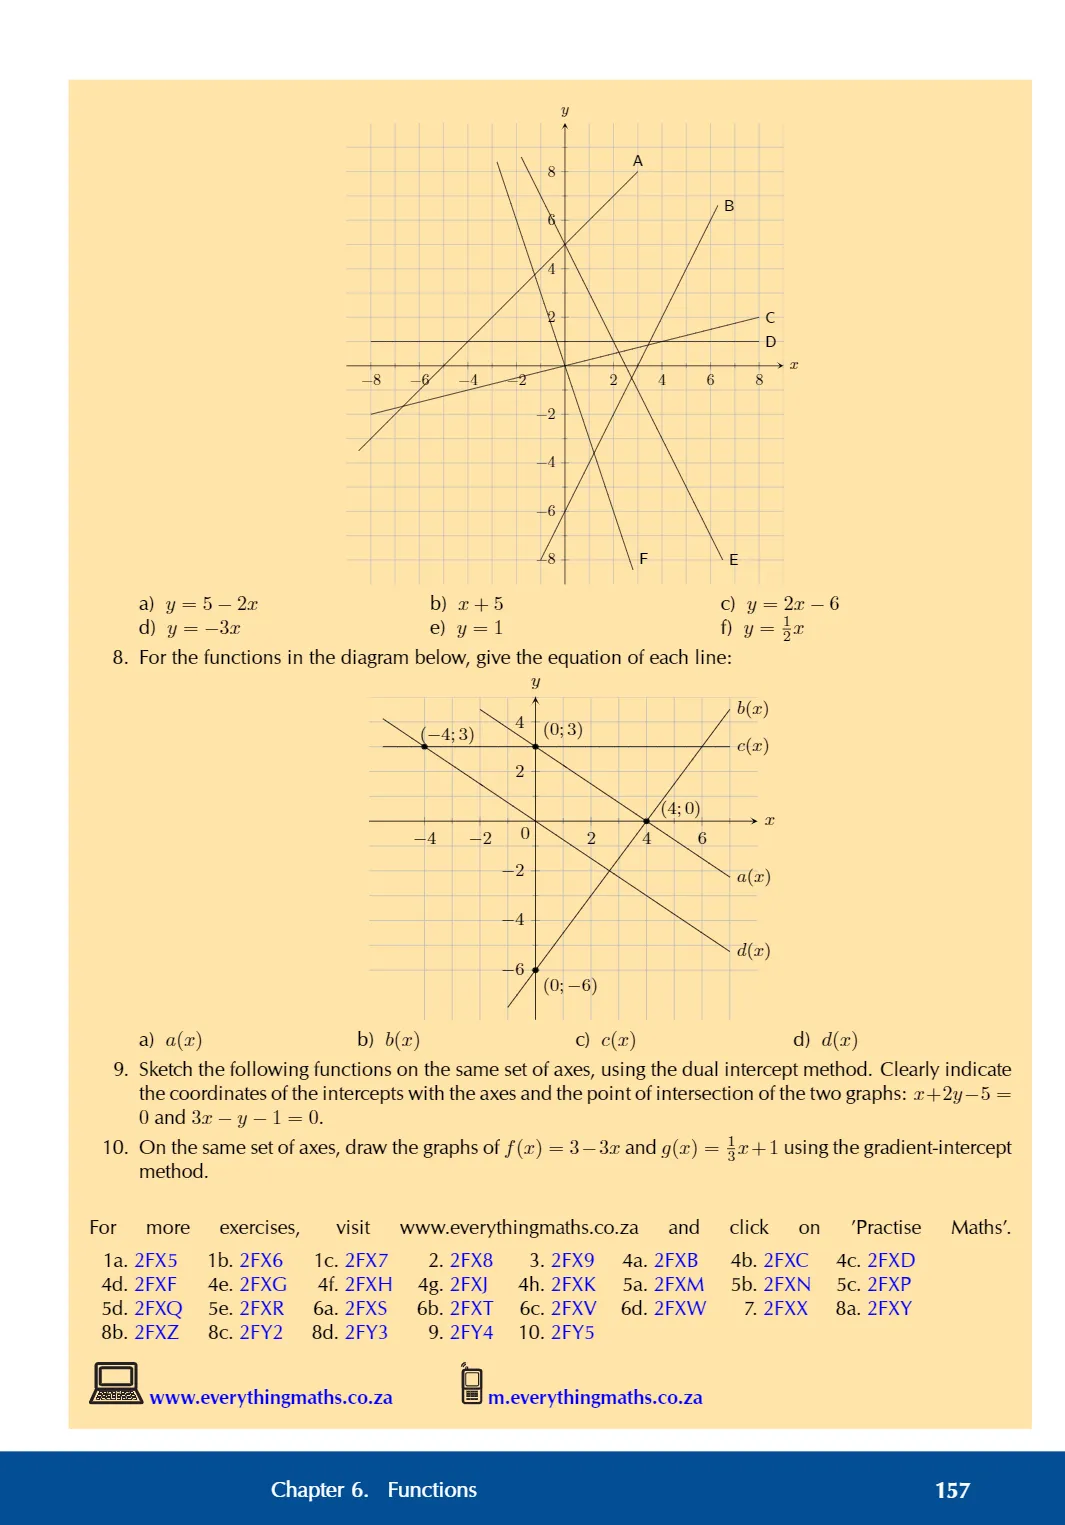 y
A
8
B
6
4
2
C
D
x
−8 −6 −4 −2 2 4 6 8
−2
−4
−6
−8
F
E
a) y = 5 − 2x b) x + 5 c) y = 2x − 6
d) y = −3x e) y = 1 f) y = ½x
8. For the functions in the diagram below, give the equation of each line:
y
b(x)
4
(−4; 3) (0; 3)
c(x)
2
(4; 0)
x
−4 −2 0 2 4 6
−2
a(x)
−4
d(x)
−6
(0; −6)
a) a(x) b) b(x) c) c(x) d) d(x)
9. Sketch the following functions on the same set of axes, using the dual intercept method. Clearly indicate
the coordinates of the intercepts with the axes and the point of intersection of the two graphs: x+2y−5 =
0 and 3x − y − 1 = 0.
10. On the same set of axes, draw the graphs of f(x) = 3−3x and g(x) = ⅓x+1 using the gradient-intercept
method.
For more exercises, visit www.everythingmaths.co.za and click on ’Practise Maths’.
1a. 2FX5 1b. 2FX6 1c. 2FX7 2. 2FX8 3. 2FX9 4a. 2FXB 4b. 2FXC 4c. 2FXD
4d. 2FXF 4e. 2FXG 4f. 2FXH 4g. 2FXJ 4h. 2FXK 5a. 2FXM 5b. 2FXN 5c. 2FXP
5d. 2FXQ 5e. 2FXR 6a. 2FXS 6b. 2FXT 6c. 2FXV 6d. 2FXW 7. 2FXX 8a. 2FXY
8b. 2FXZ 8c. 2FY2 8d. 2FY3 9. 2FY4 10. 2FY5
www.everythingmaths.co.za m.everythingmaths.co.za
Chapter 6. Functions 157